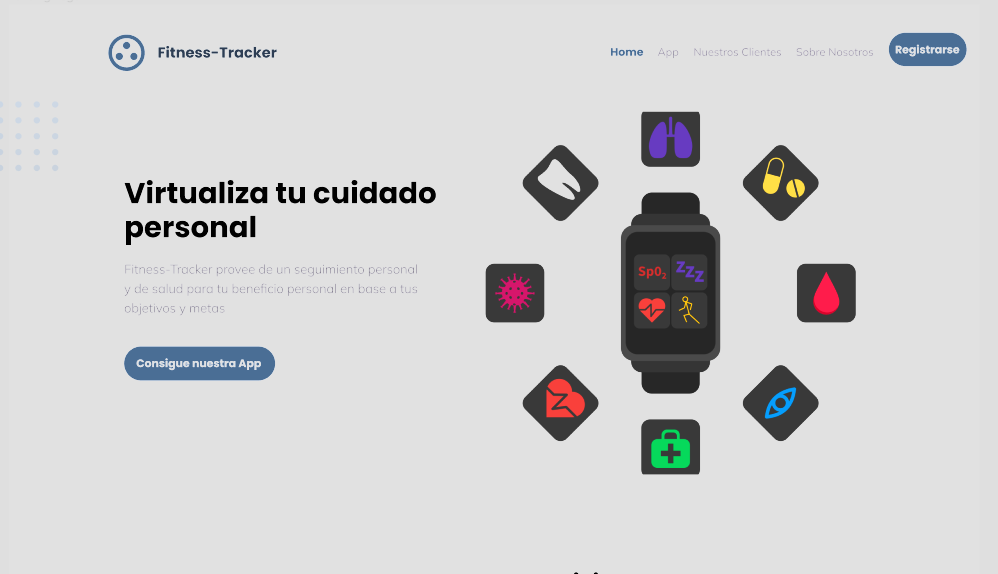 Fitness-Tracker
Home App Nuestros Clientes Sobre Nosotros Registrarse
Virtualiza tu cuidado
personal
Fitness-Tracker provee de un seguimiento personal
y de salud para tu beneficio personal en base a tus
objetivos y metas
Consigue nuestra App
SpO₂ ZZZ
Z